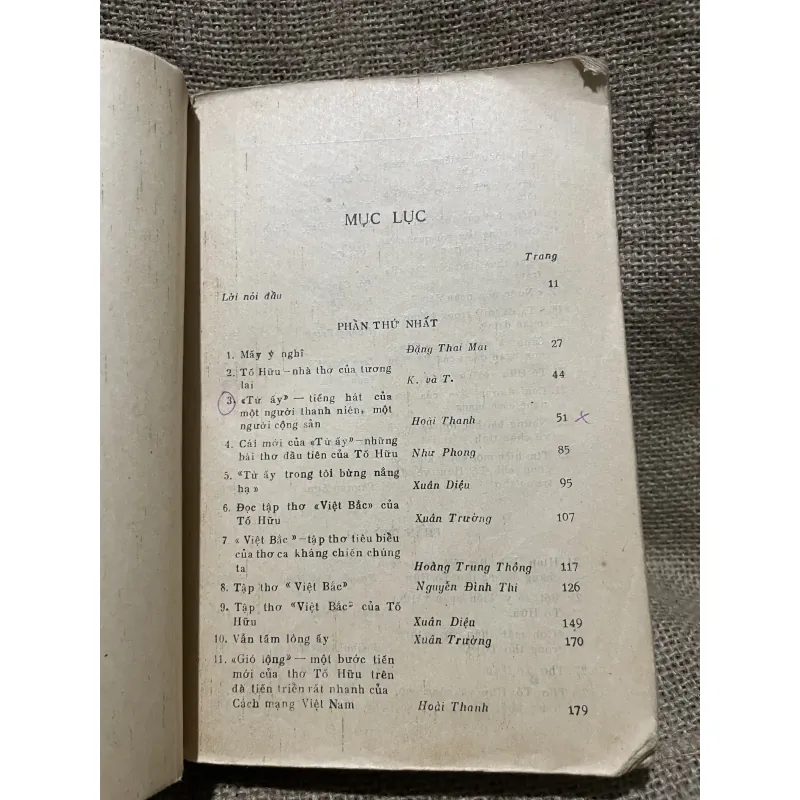 MỤC LỤC
Trang
Lời nói đầu 11
PHẦN THỨ NHẤT
1. Mấy ý nghĩ Đặng Thai Mai 27
2. Tố Hữu – nhà thơ của tương
lai K. và T. 44
3. «Từ ấy» — tiếng hát của
một người thanh niên, một
người cộng sản Hoài Thanh 51 x
4. Cái mới của «Từ ấy» – những
bài thơ đầu tiên của Tố Hữu Như Phong 85
5. «Từ ấy trong tôi bừng nắng
hạ» Xuân Diệu 95
6. Đọc tập thơ «Việt Bắc» của
Tố Hữu Xuân Trường 107
7 «Việt Bắc» – tập thơ tiêu biểu
của thơ ca kháng chiến chúng
ta Hoàng Trung Thông 117
8. Tập thơ «Việt Bắc» Nguyễn Đình Thi 126
9. Tập thơ «Việt Bắc» của Tố
Hữu Xuân Diệu 149
10. Vẫn tấm lòng ấy Xuân Trường 170
11. «Gió lộng» — một bước tiến
mới của thơ Tố Hữu trên
đà tiến triển rất nhanh của
Cách mạng Việt Nam Hoài Thanh 179